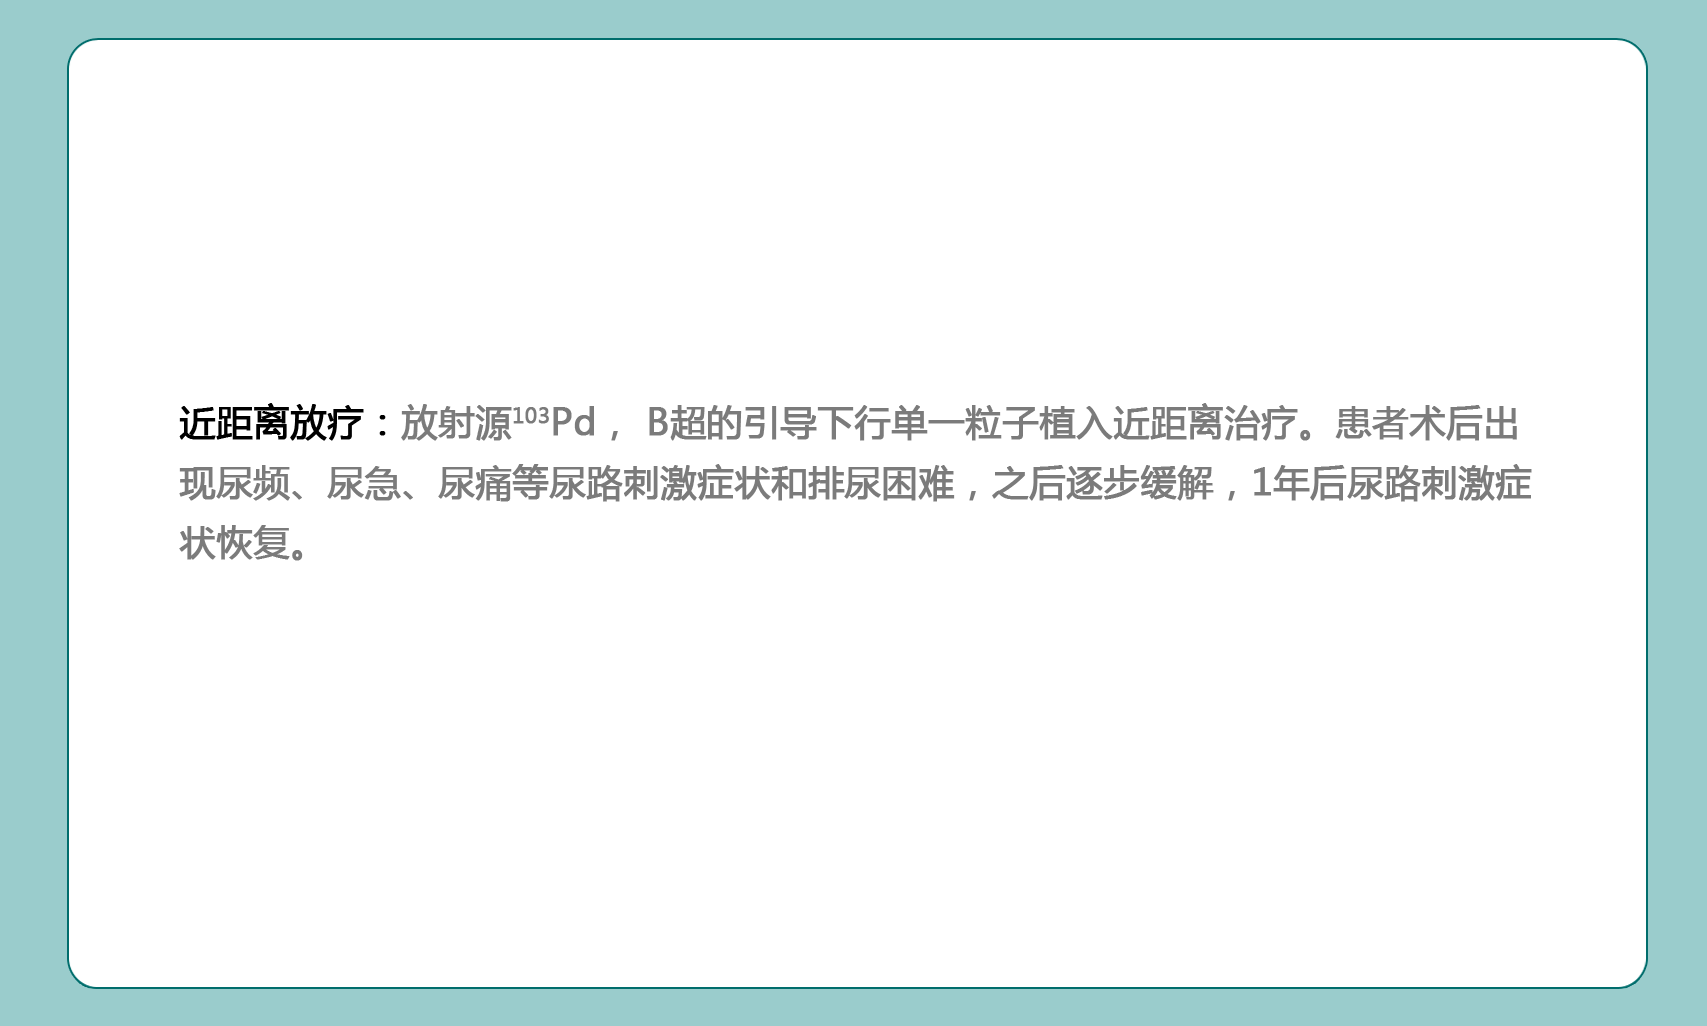 近距离放疗：放射源¹⁰³Pd， B超的引导下行单一粒子植入近距离治疗。患者术后出
现尿频、尿急、尿痛等尿路刺激症状和排尿困难，之后逐步缓解，1年后尿路刺激症
状恢复。